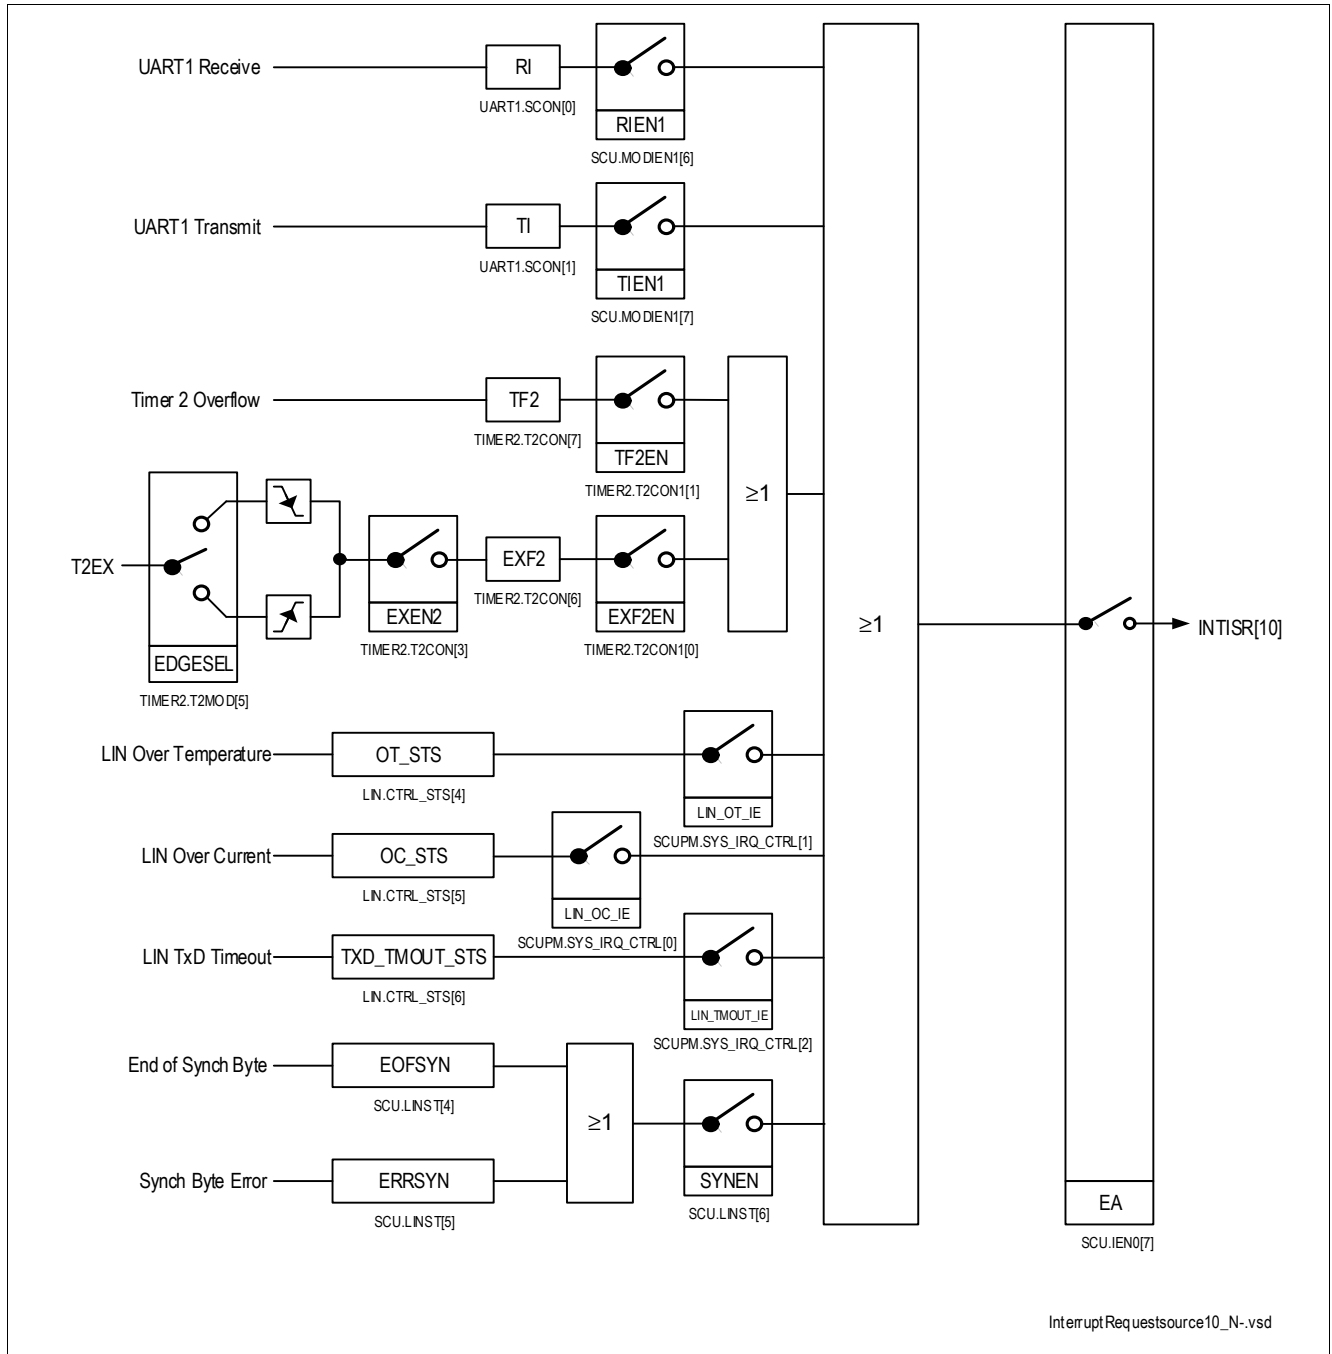 UART1 Receive
RI
UART1.SCON[0]
RIEN1
SCU.MODIEN1[6]
UART1 Transmit
TI
UART1.SCON[1]
TIEN1
SCU.MODIEN1[7]
Timer 2 Overflow
TF2
TIMER2.T2CON[7]
TF2EN
TIMER2.T2CON1[1]
≥1
T2EX
EDGESEL
TIMER2.T2MOD[5]
EXEN2
TIMER2.T2CON[3]
EXF2
TIMER2.T2CON[6]
EXF2EN
TIMER2.T2CON1[0]
≥1
INTISR[10]
LIN Over Temperature
OT_STS
LIN.CTRL_STS[4]
LIN_OT_IE
SCUPM.SYS_IRQ_CTRL[1]
LIN Over Current
OC_STS
LIN.CTRL_STS[5]
LIN_OC_IE
SCUPM.SYS_IRQ_CTRL[0]
LIN TxD Timeout
TXD_TMOUT_STS
LIN.CTRL_STS[6]
LIN_TMOUT_IE
SCUPM.SYS_IRQ_CTRL[2]
End of Synch Byte
EOFSYN
SCU.LINST[4]
≥1
Synch Byte Error
ERRSYN
SCU.LINST[5]
SYNEN
SCU.LINST[6]
EA
SCU.IEN0[7]
InterruptRequestsource10_N-.vsd